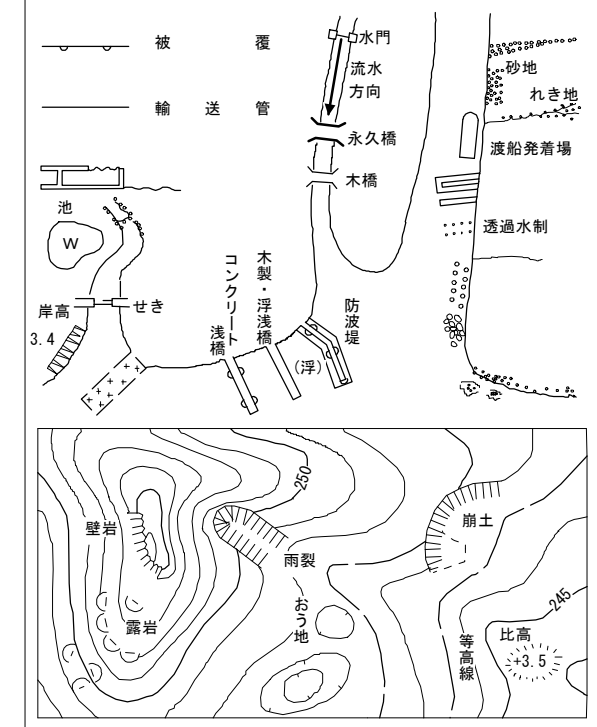 被覆
輸送管
水門
流水
方向
永久橋
木橋
砂地
れき地
渡船発着場
透過水制
池
W
せき
岸高
3.4
コンクリート
浅橋
木製・浮浅橋
(浮)
防波堤
250
壁岩
露岩
雨裂
おう地
崩土
等高線
245
比高
+3.5